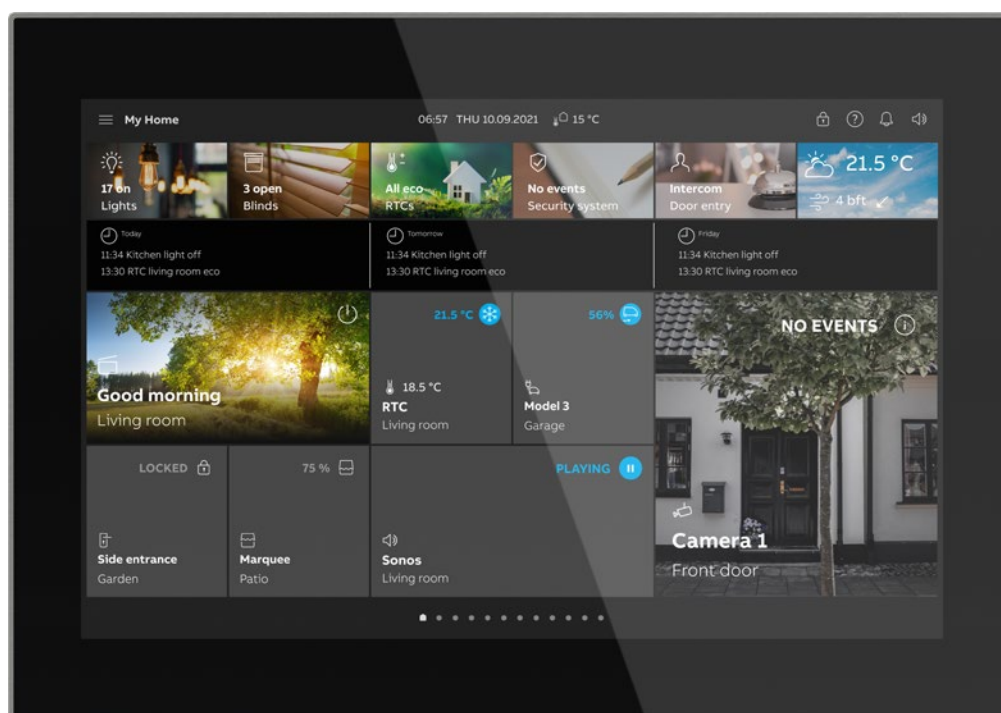 My Home
06:57 THU 10.09.2021 15 °C
17 on
Lights
3 open
Blinds
All eco
RTCs
No events
Security system
Intercom
Door entry
21.5 °C
4 bft
Today
11:34 Kitchen light off
13:30 RTC living room eco
Tomorrow
11:34 Kitchen light off
13:30 RTC living room eco
Friday
11:34 Kitchen light off
13:30 RTC living room eco
Good morning
Living room
21.5 °C
18.5 °C
RTC
Living room
56%
Model 3
Garage
NO EVENTS
Camera 1
Front door
LOCKED
Side entrance
Garden
75 %
Marquee
Patio
PLAYING
Sonos
Living room